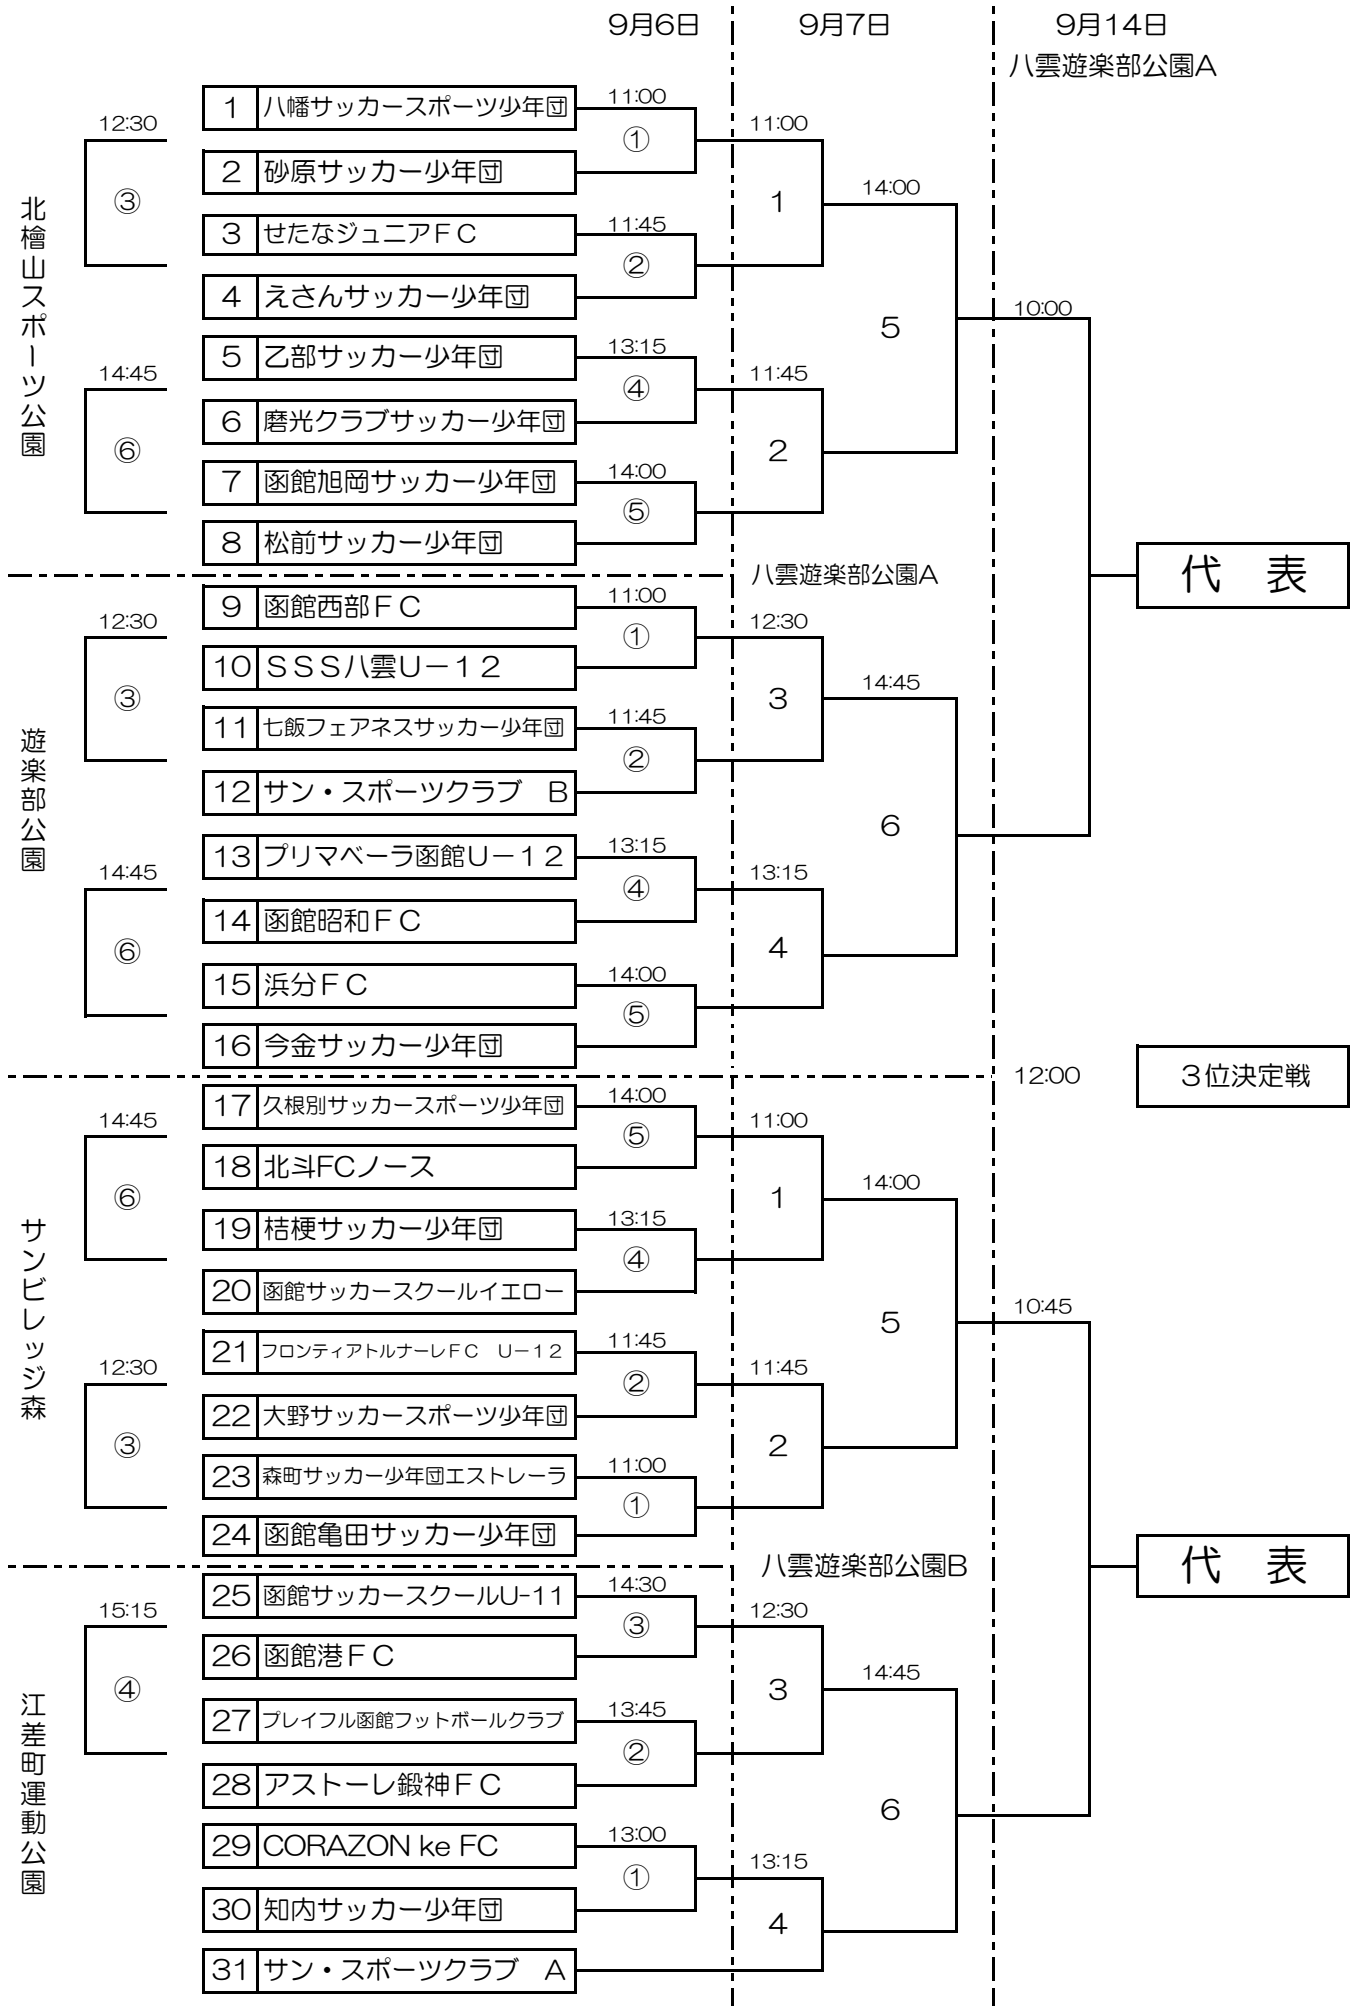 9月6日
9月7日
9月14日
八雲遊楽部公園A
北檜山スポーツ公園
12:30
③
14:45
⑥
1 八幡サッカースポーツ少年団
2 砂原サッカー少年団
3 せたなジュニアＦＣ
4 えさんサッカー少年団
5 乙部サッカー少年団
6 磨光クラブサッカー少年団
7 函館旭岡サッカー少年団
8 松前サッカー少年団
11:00
①
11:45
②
13:15
④
14:00
⑤
11:00
1
11:45
2
14:00
5
10:00
代　表
八雲遊楽部公園A
遊楽部公園
12:30
③
14:45
⑥
9 函館西部ＦＣ
10 ＳＳＳ八雲Ｕ－１２
11 七飯フェアネスサッカー少年団
12 サン・スポーツクラブ　B
13 プリマベーラ函館Ｕ－１２
14 函館昭和ＦＣ
15 浜分ＦＣ
16 今金サッカー少年団
11:00
①
11:45
②
13:15
④
14:00
⑤
12:30
3
13:15
4
14:45
6
12:00
３位決定戦
サンビレッジ森
14:45
⑥
12:30
③
17 久根別サッカースポーツ少年団
18 北斗FCノース
19 桔梗サッカー少年団
20 函館サッカースクールイエロー
21 フロンティアトルナーレＦＣ　Ｕ－１２
22 大野サッカースポーツ少年団
23 森町サッカー少年団エストレーラ
24 函館亀田サッカー少年団
14:00
⑤
13:15
④
11:45
②
11:00
①
11:00
1
11:45
2
14:00
5
10:45
代　表
八雲遊楽部公園B
江差町運動公園
15:15
④
25 函館サッカースクールU-11
26 函館港ＦＣ
27 プレイフル函館フットボールクラブ
28 アストーレ鍛神ＦＣ
29 CORAZON ke FC
30 知内サッカー少年団
31 サン・スポーツクラブ　A
14:30
③
13:45
②
13:00
①
12:30
3
13:15
4
14:45
6